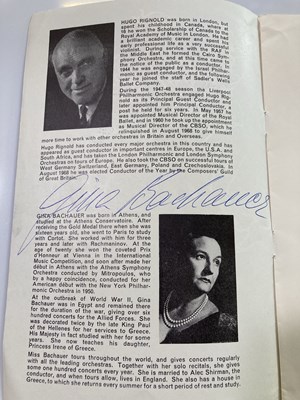 HUGO RIGNOLD was born in London, but
spent his childhood in Canada, when at
16 he won the Scholarship of Canada to the
Royal Academy of Music in London. He had
a brilliant academic career and spent his
early professional life as a very successful
violinist. During service with the RAF in
the Middle East he formed the Cairo Sym-
phony Orchestra, and at this time came to
the notice of the public as a conductor. In
1944 he was engaged by the Israel Philhar-
monic as guest conductor, and the following
year he joined the staff of Sadler's Wells
Ballet Company.
During the 1947-48 season the Liverpool
Philharmonic Orchestra engaged Hugo Rig-
nold as its Principal Guest Conductor and
later appointed him Principal Conductor, a
post he held for six years. In May 1957 he
was appointed Musical Director of the Royal
Ballet, and in 1960 he took up the appointment
as Musical Director of the CBSO, which he
relinquished in August 1968 to give himself
more time to work with other orchestras in Britain and Overseas.
Hugo Rignold has conducted every major orchestra in this country and has
appeared as guest conductor in important centres in Europe, the U.S.A. and
South Africa, and has taken the London Philharmonic and London Symphony
Orchestras on tours of Europe. He also took the CBSO on successful tours of
West Germany, Switzerland, East Germany, Poland and Czechoslovakia. In
August 1968 he was elected Conductor of the Year by the Composers' Guild
of Great Britain.
Gina Bachauer
GINA BACHAUER was born in Athens, and
studied at the Athens Conservatoire. After
receiving the Gold Medal there when she was
sixteen years old, she went to Paris to study
with Cortot. She worked with him for three
years and later with Rachmaninov. At the
age of twenty she won the coveted Prix
d'Honneur at Vienna in the International
Music Competition, and soon after made her
début in Athens with the Athens Symphony
Orchestra conducted by Mitropoulos, who
by a happy coincidence, conducted for her
American début with the New York Philhar-
monic Orchestra in 1950.
At the outbreak of World War II, Gina
Bachauer was in Egypt and remained there
for the duration of the war, giving over six
hundred concerts for the Allied Forces. She
was decorated twice by the late King Paul
of the Hellenes for her services to Greece.
His Majesty in fact studied with her for some
years. She now teaches his daughter,
Princess Irene of Greece.
Miss Bachauer tours throughout the world, and gives concerts regularly
with all the leading orchestras. Together with her solo recitals, she gives
some one hundred concerts every year. She is married to Alec Shirman, the
conductor, and when tours allow, lives in England. She also has a house in
Greece, to which she returns every summer for a short period of rest and study.